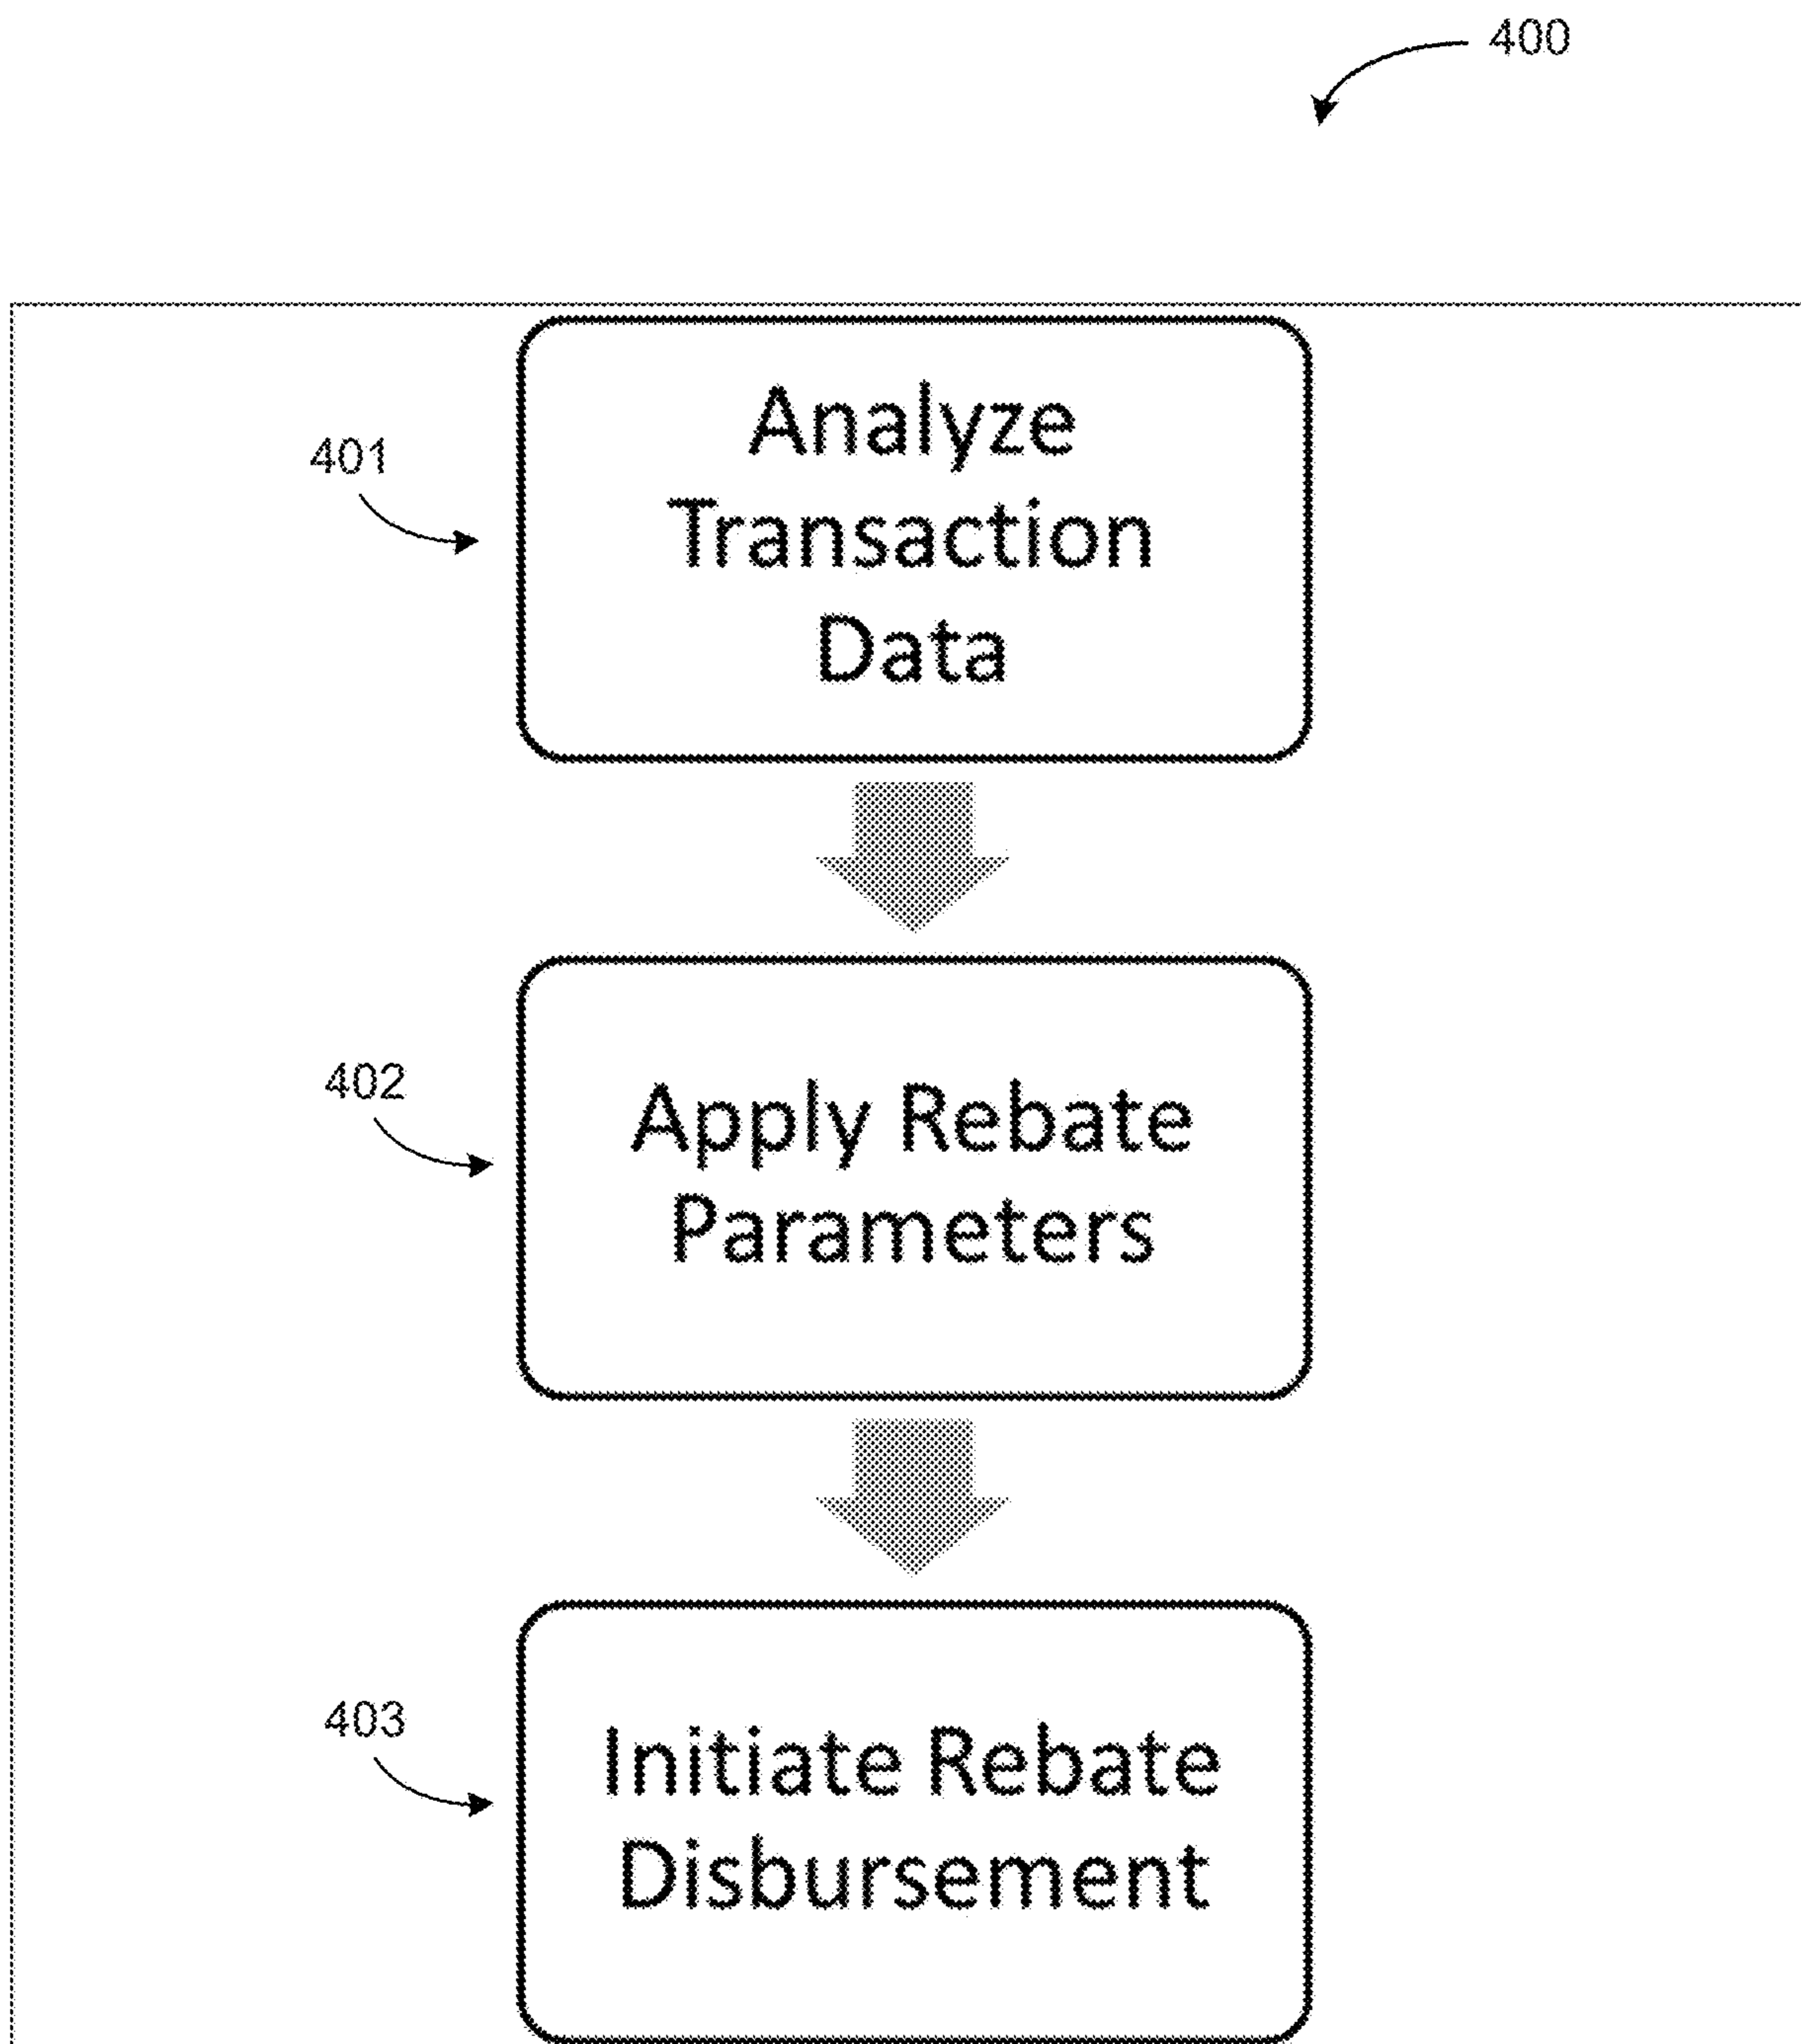 400
401
Analyze
Transaction
Data
402
Apply Rebate
Parameters
403
Initiate Rebate
Disbursement